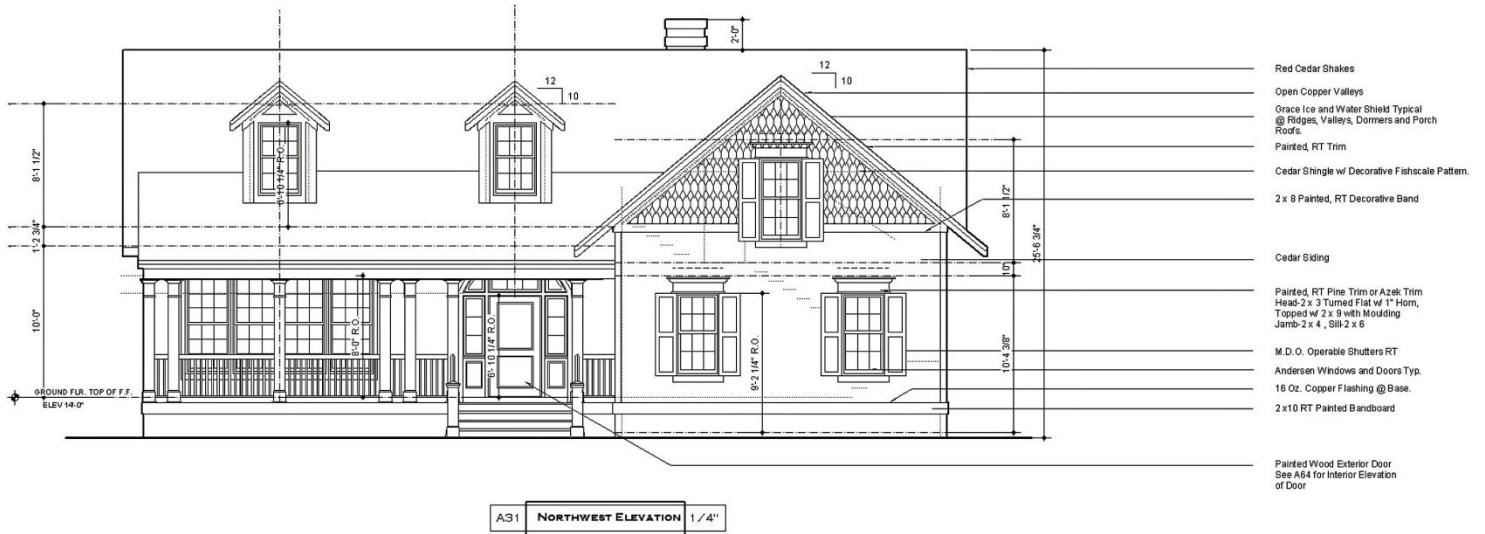 2'-0"
12
10
12
10
8'-1 1/2"
6'-10 1/4" R.O.
1'-2 3/4"
10'-0"
8'-0" R.O.
6'-10 1/4" R.O.
9'-2 1/4" R.O.
8'-1 1/2"
10"
10'-4 3/8"
25'-6 3/4"
GROUND FLR. TOP OF F.F.
ELEV 14'-0"
Red Cedar Shakes
Open Copper Valleys
Grace Ice and Water Shield Typical
@ Ridges, Valleys, Dormers and Porch
Roofs.
Painted, RT Trim
Cedar Shingle w/ Decorative Fishscale Pattern.
2 x 8 Painted, RT Decorative Band
Cedar Siding
Painted, RT Pine Trim or Azek Trim
Head-2 x 3 Turned Flat w/ 1" Horn,
Topped w/ 2 x 9 with Moulding
Jamb-2 x 4 , Sill-2 x 6
M.D.O. Operable Shutters RT
Andersen Windows and Doors Typ.
16 Oz. Copper Flashing @ Base.
2 x10 RT Painted Bandboard
Painted Wood Exterior Door
See A64 for Interior Elevation
of Door
A31 NORTHWEST ELEVATION 1/4"